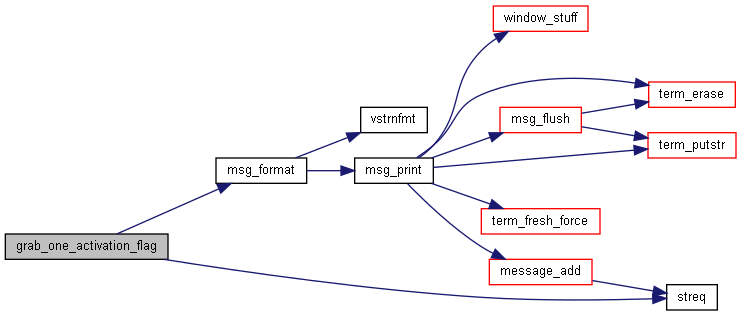 window_stuff
term_erase
vstrnfmt
msg_flush
term_putstr
msg_format
msg_print
term_fresh_force
grab_one_activation_flag
message_add
streq